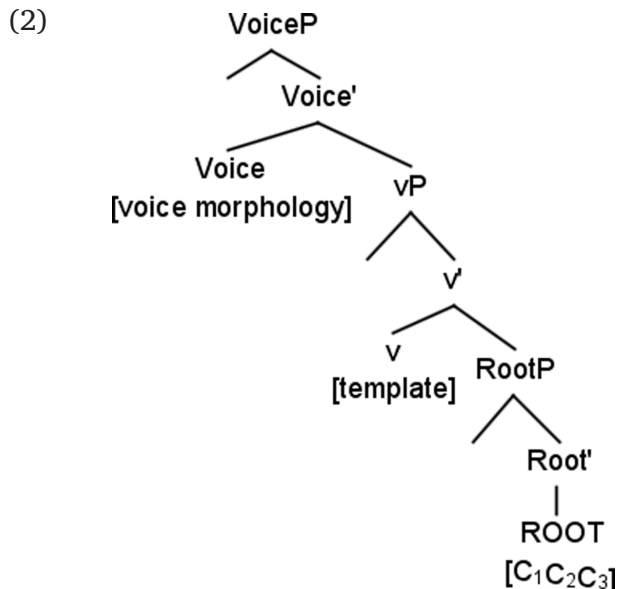 (2)
VoiceP
Voice'
Voice
[voice morphology]
vP
v'
v
[template]
RootP
Root'
ROOT
[C₁C₂C₃]